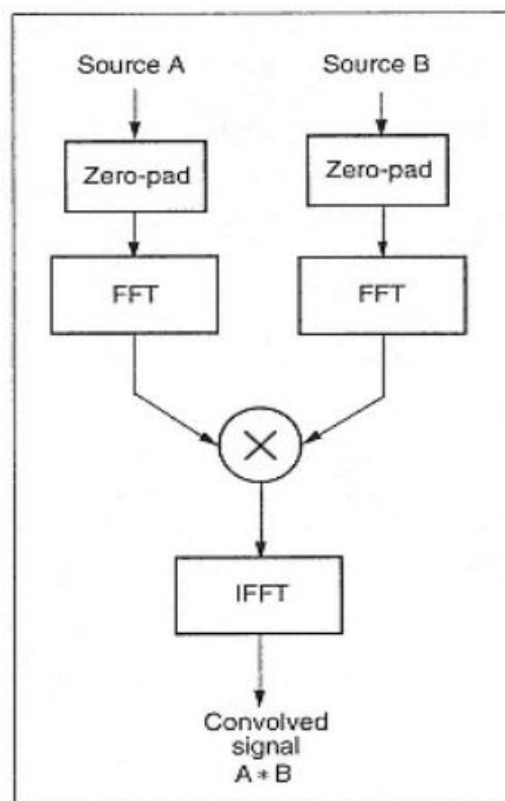 Source A
Source B
Zero-pad
Zero-pad
FFT
FFT
IFFT
Convolved
signal
A * B